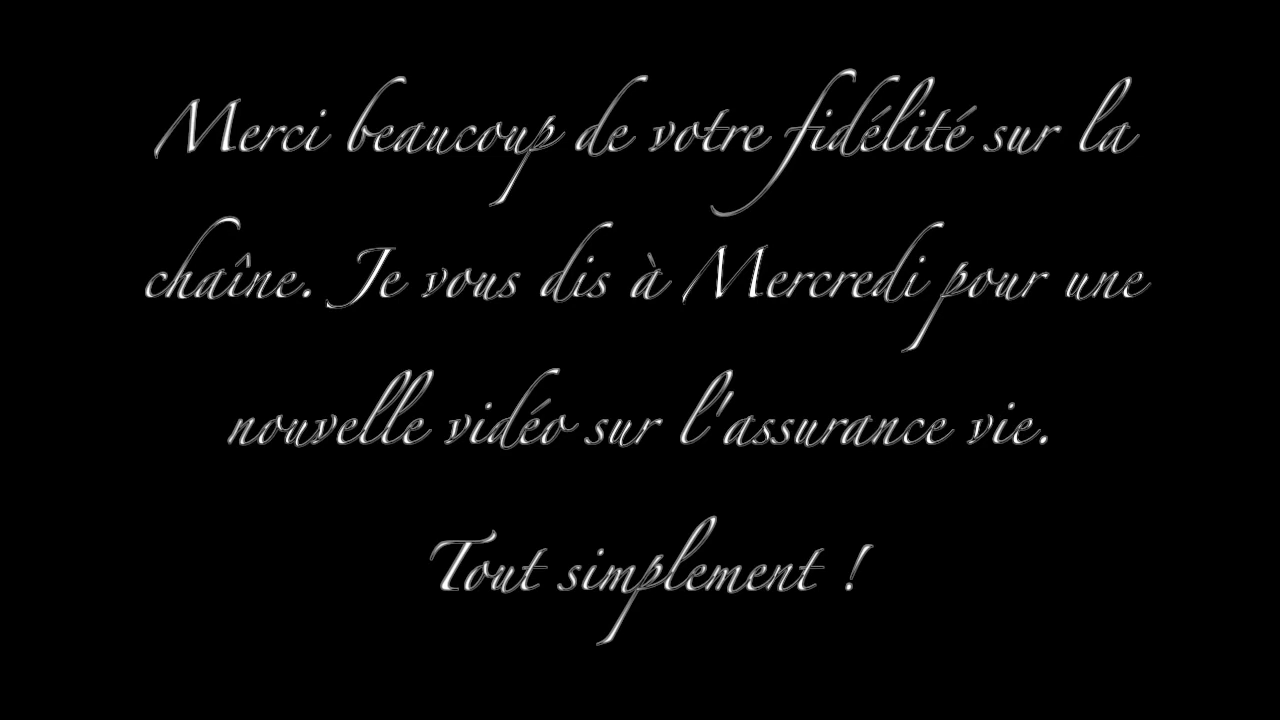 Merci beaucoup de votre fidélité sur la
chaîne. Je vous dis à Mercredi pour une
nouvelle vidéo sur l'assurance vie.
Tout simplement !